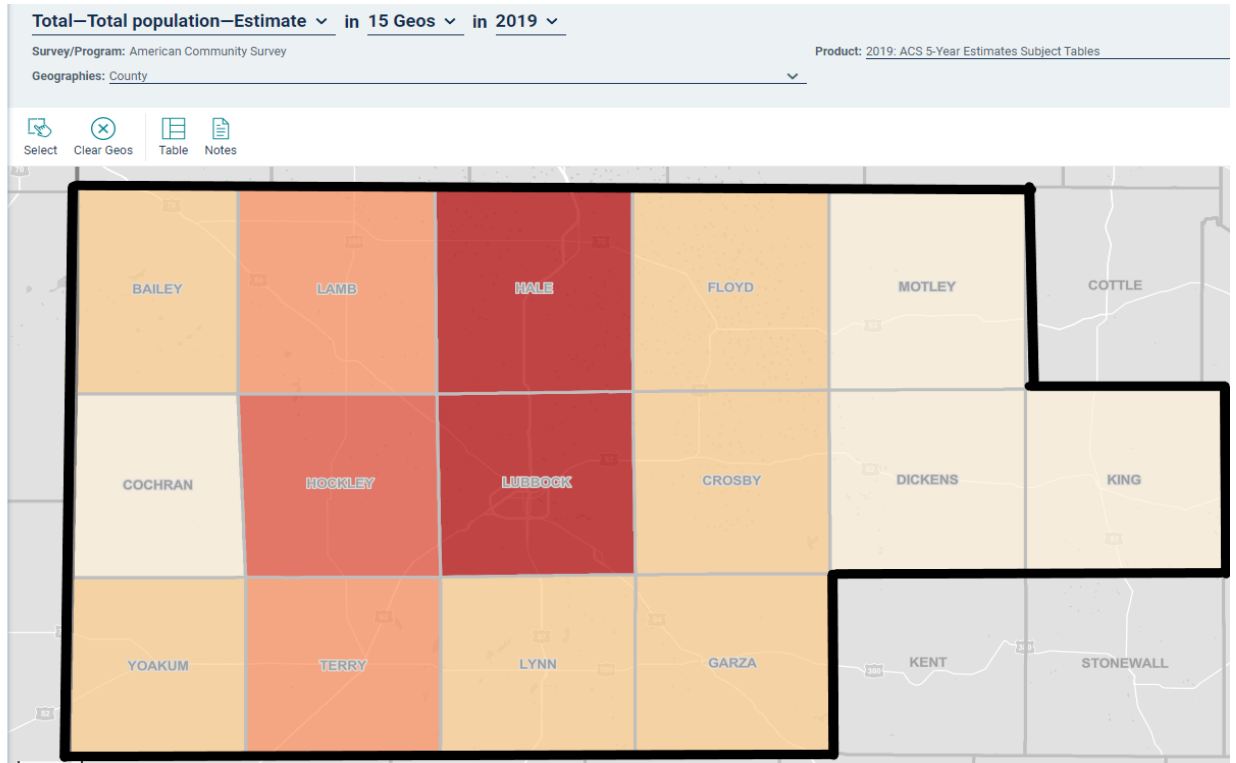 Total—Total population—Estimate in 15 Geos in 2019
Survey/Program: American Community Survey Product: 2019: ACS 5-Year Estimates Subject Tables
Geographies: County
Select Clear Geos Table Notes
BAILEY LAMB HALE FLOYD MOTLEY COTTLE
COCHRAN HOCKLEY LUBBOCK CROSBY DICKENS KING
YOAKUM TERRY LYNN GARZA KENT STONEWALL